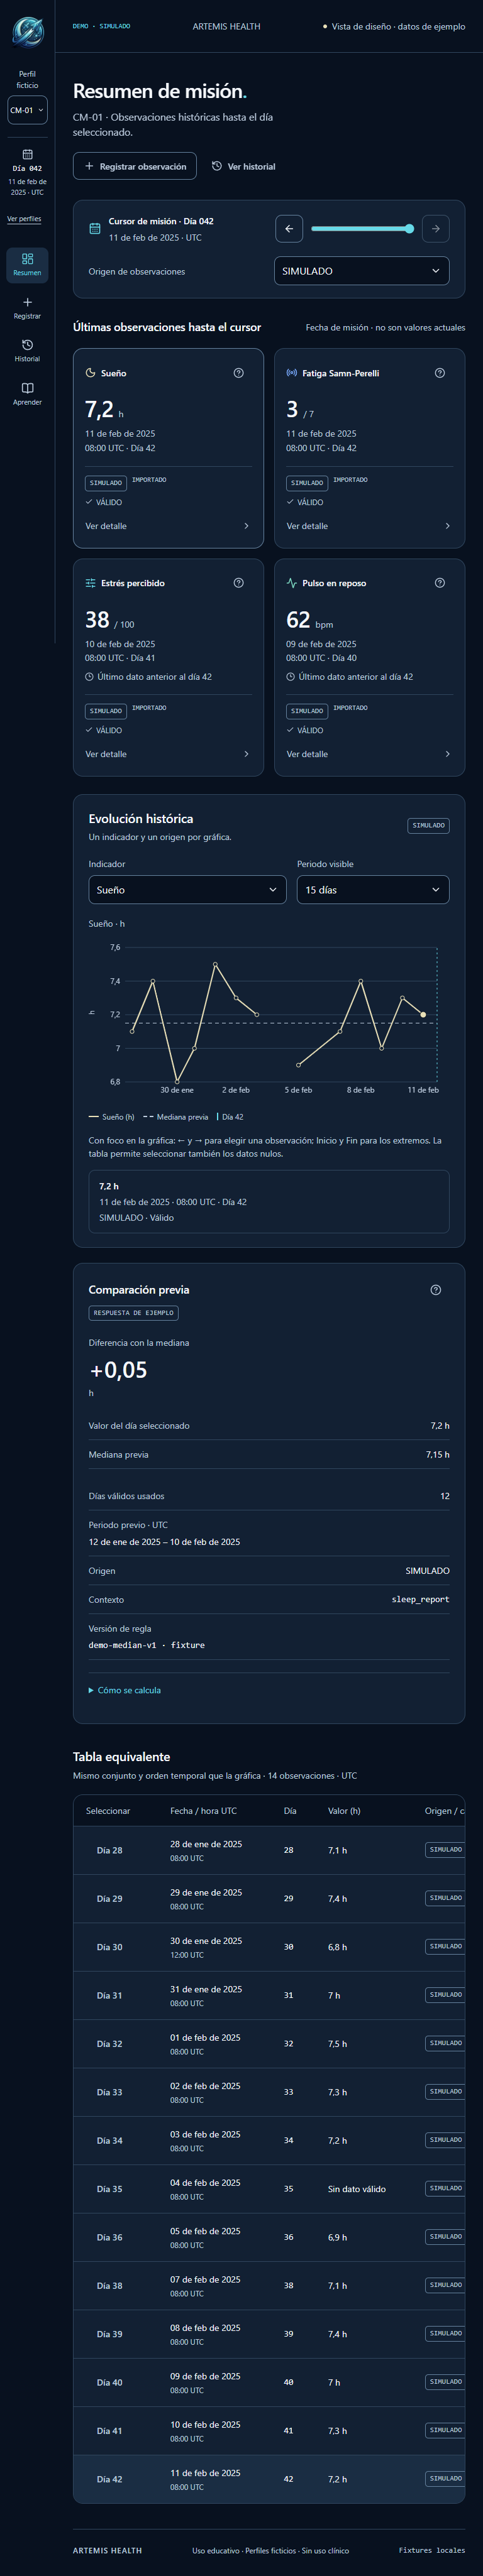 DEMO · SIMULADO
ARTEMIS HEALTH
Vista de diseño · datos de ejemplo
Perfil
ficticio
CM-01
Día 042
11 de feb de
2025 · UTC
Ver perfiles
Resumen
Registrar
Historial
Aprender
Resumen de misión.
CM-01 · Observaciones históricas hasta el día
seleccionado.
Registrar observación
Ver historial
Cursor de misión · Día 042
11 de feb de 2025 · UTC
Origen de observaciones
SIMULADO
Últimas observaciones hasta el cursor
Fecha de misión · no son valores actuales
Sueño
7,2 h
11 de feb de 2025
08:00 UTC · Día 42
SIMULADO IMPORTADO
VÁLIDO
Ver detalle
Fatiga Samn-Perelli
3 / 7
11 de feb de 2025
08:00 UTC · Día 42
SIMULADO IMPORTADO
VÁLIDO
Ver detalle
Estrés percibido
38 / 100
10 de feb de 2025
08:00 UTC · Día 41
Último dato anterior al día 42
SIMULADO IMPORTADO
VÁLIDO
Ver detalle
Pulso en reposo
62 bpm
09 de feb de 2025
08:00 UTC · Día 40
Último dato anterior al día 42
SIMULADO IMPORTADO
VÁLIDO
Ver detalle
Evolución histórica
Un indicador y un origen por gráfica.
SIMULADO
Indicador
Sueño
Periodo visible
15 días
Sueño · h
7,6
7,4
7,2
7
6,8
h
30 de ene
2 de feb
5 de feb
8 de feb
11 de feb
Sueño (h)
Mediana previa
Día 42
Con foco en la gráfica: ← y → para elegir una observación; Inicio y Fin para los extremos. La
tabla permite seleccionar también los datos nulos.
7,2 h
11 de feb de 2025 · 08:00 UTC · Día 42
SIMULADO · Válido
Comparación previa
RESPUESTA DE EJEMPLO
Diferencia con la mediana
+0,05
h
Valor del día seleccionado 7,2 h
Mediana previa 7,15 h
Días válidos usados 12
Periodo previo · UTC
12 de ene de 2025 – 10 de feb de 2025
Origen SIMULADO
Contexto sleep_report
Versión de regla
demo-median-v1 · fixture
Cómo se calcula
Tabla equivalente
Mismo conjunto y orden temporal que la gráfica · 14 observaciones · UTC
Seleccionar Fecha / hora UTC Día Valor (h) Origen / ca
Día 28 28 de ene de 2025 28 7,1 h SIMULADO
08:00 UTC
Día 29 29 de ene de 2025 29 7,4 h SIMULADO
08:00 UTC
Día 30 30 de ene de 2025 30 6,8 h SIMULADO
12:00 UTC
Día 31 31 de ene de 2025 31 7 h SIMULADO
08:00 UTC
Día 32 01 de feb de 2025 32 7,5 h SIMULADO
08:00 UTC
Día 33 02 de feb de 2025 33 7,3 h SIMULADO
08:00 UTC
Día 34 03 de feb de 2025 34 7,2 h SIMULADO
08:00 UTC
Día 35 04 de feb de 2025 35 Sin dato válido SIMULADO
08:00 UTC
Día 36 05 de feb de 2025 36 6,9 h SIMULADO
08:00 UTC
Día 38 07 de feb de 2025 38 7,1 h SIMULADO
08:00 UTC
Día 39 08 de feb de 2025 39 7,4 h SIMULADO
08:00 UTC
Día 40 09 de feb de 2025 40 7 h SIMULADO
08:00 UTC
Día 41 10 de feb de 2025 41 7,3 h SIMULADO
08:00 UTC
Día 42 11 de feb de 2025 42 7,2 h SIMULADO
08:00 UTC
ARTEMIS HEALTH
Uso educativo · Perfiles ficticios · Sin uso clínico
Fixtures locales